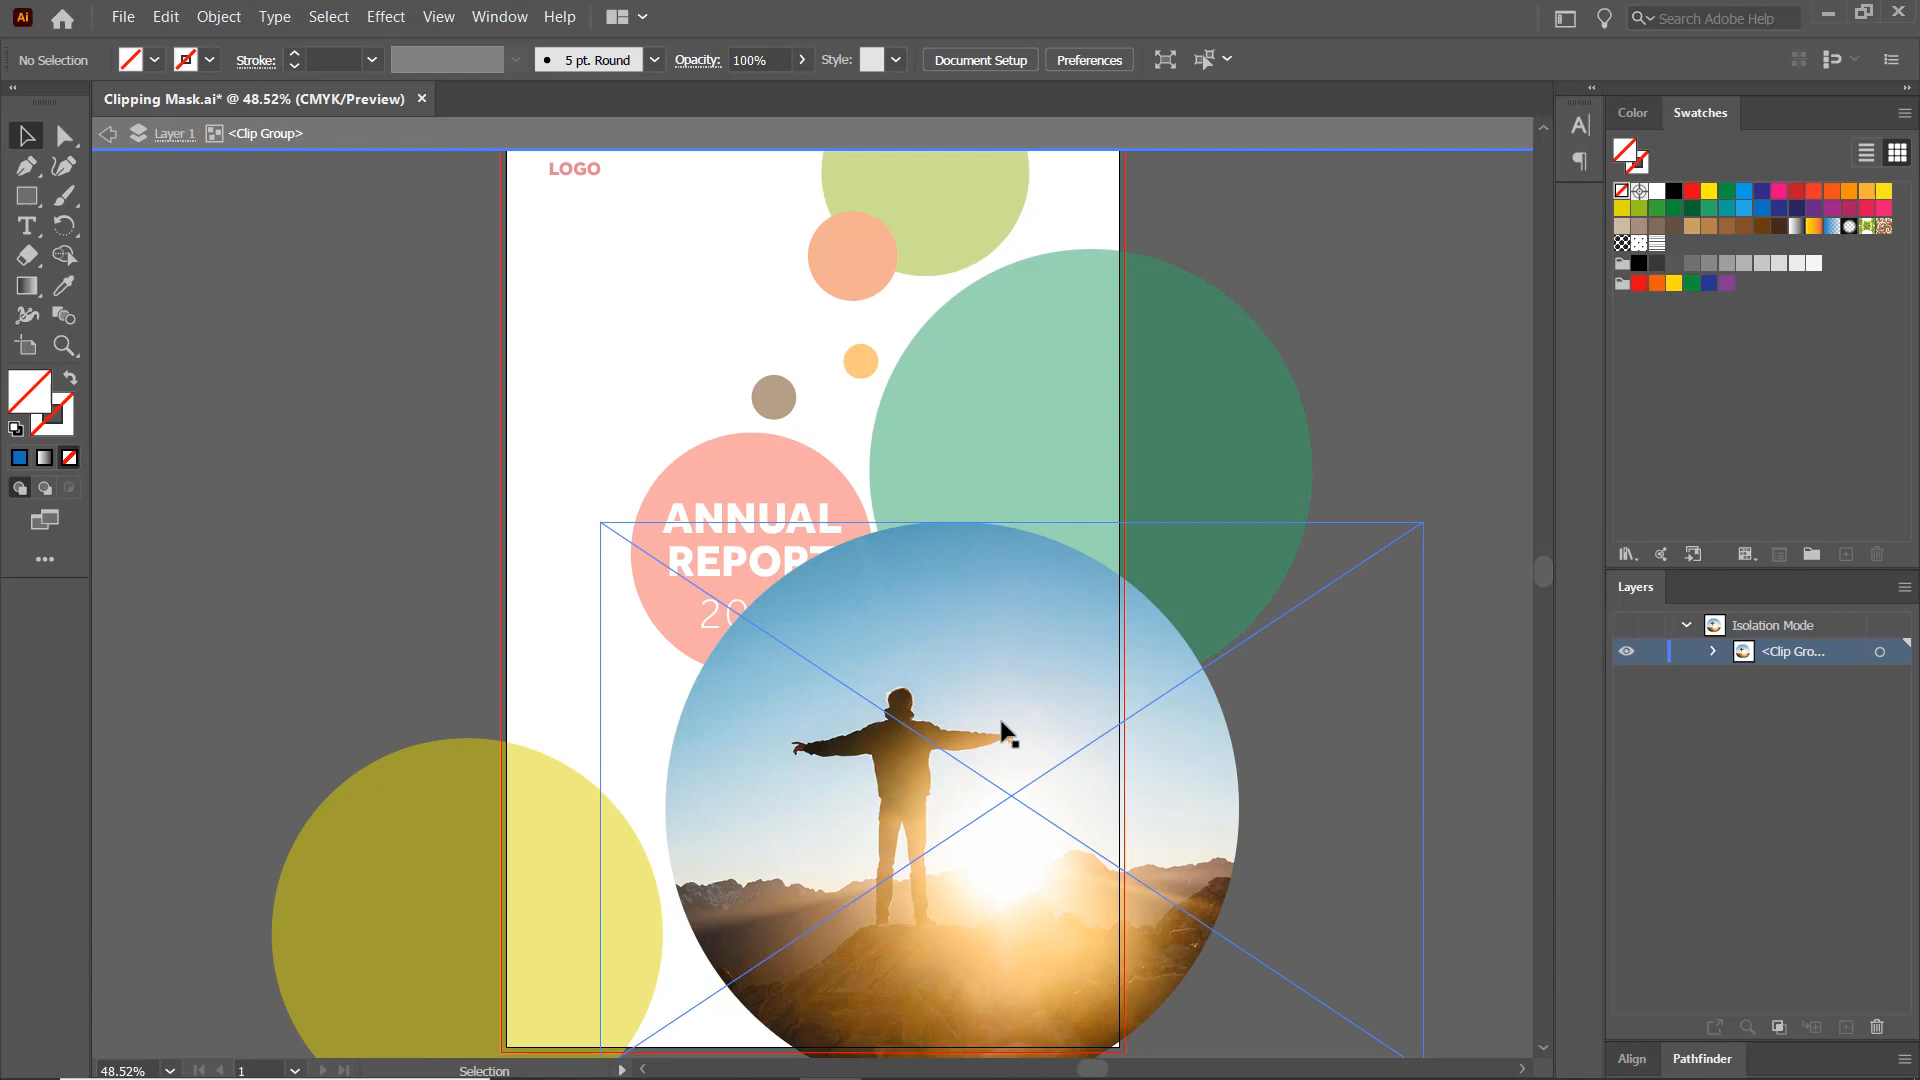 Ai File Edit Object Type Select Effect View Window Help Search Adobe Help
No Selection Stroke: 5 pt. Round Opacity: 100% Style: Document Setup Preferences
Clipping Mask.ai* @ 48.52% (CMYK/Preview)
Layer 1 <Clip Group>
Color Swatches
LOGO
ANNUAL
REPORT
20
Layers
Isolation Mode
<Clip Gro...
48.52% 1 Selection
Align Pathfinder